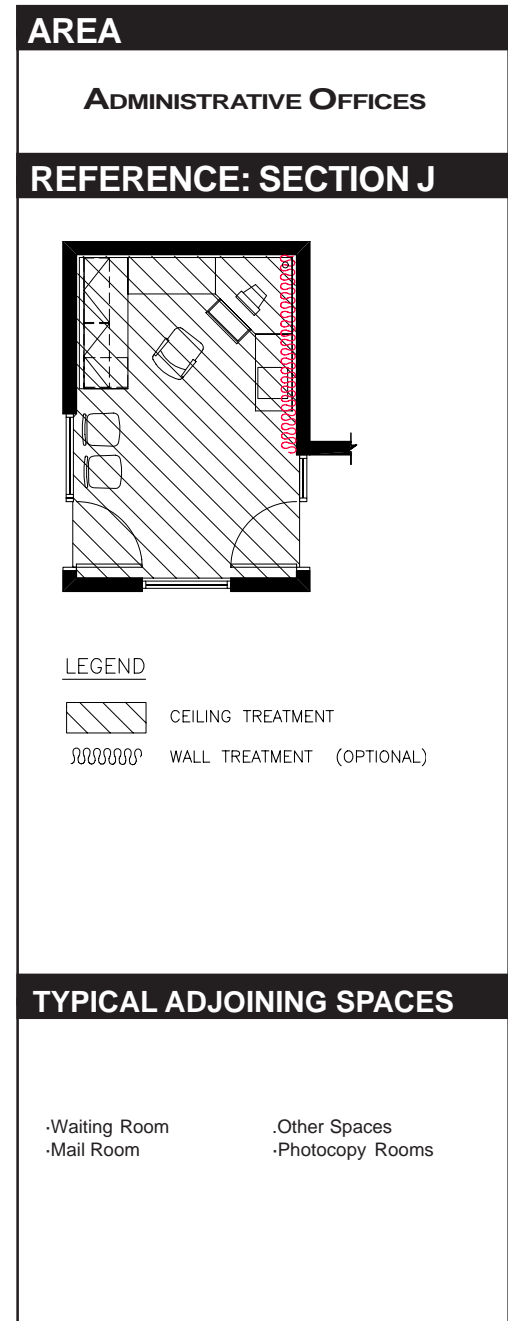 AREA
ADMINISTRATIVE OFFICES
REFERENCE: SECTION J
LEGEND
CEILING TREATMENT
WALL TREATMENT (OPTIONAL)
TYPICAL ADJOINING SPACES
·Waiting Room
·Mail Room
.Other Spaces
·Photocopy Rooms